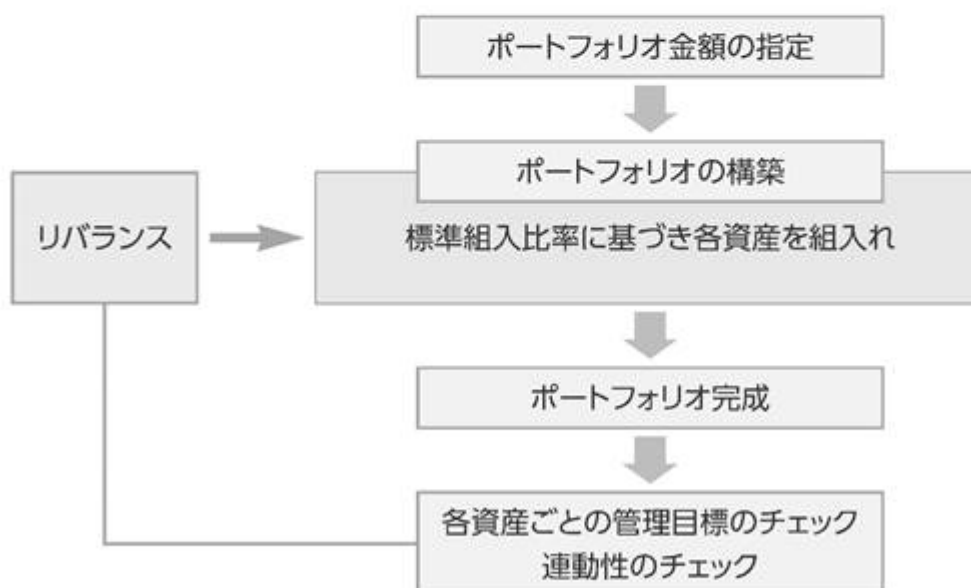 ポートフォリオ金額の指定
ポートフォリオの構築
リバランス
標準組入比率に基づき各資産を組入れ
ポートフォリオ完成
各資産ごとの管理目標のチェック
連動性のチェック